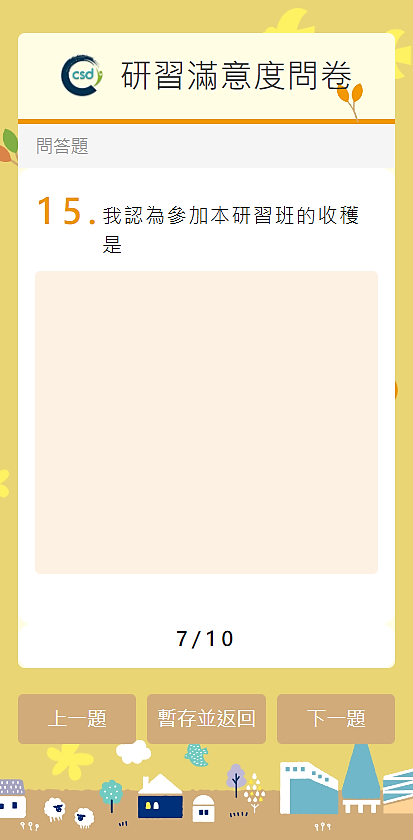 csd
研習滿意度問卷
問答題
15.我認為參加本研習班的收穫
是
7/10
上一題 暫存並返回 下一題